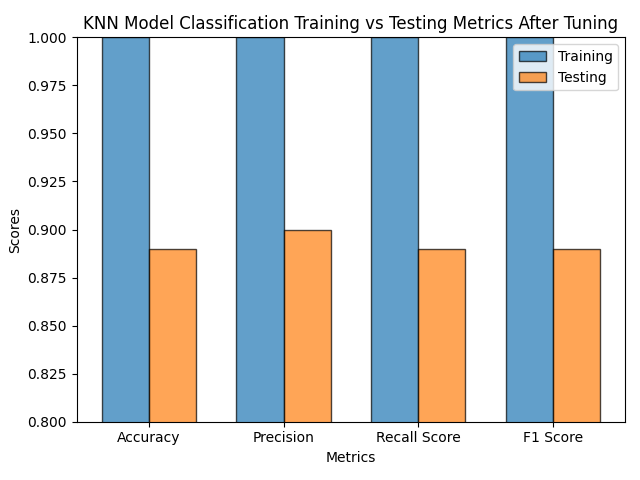 KNN Model Classification Training vs Testing Metrics After Tuning
1.000
0.975
0.950
0.925
0.900
0.875
0.850
0.825
0.800
Scores
Training
Testing
Accuracy
Precision
Recall Score
F1 Score
Metrics